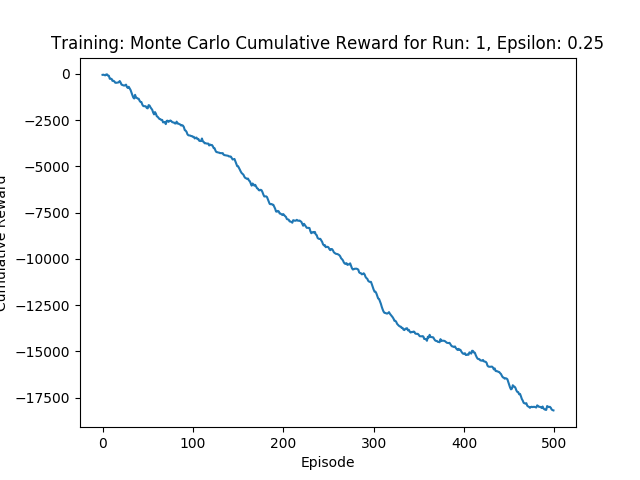 Training: Monte Carlo Cumulative Reward for Run: 1, Epsilon: 0.25
0
−2500
−5000
−7500
−10000
−12500
−15000
−17500
Cumulative Reward
0 100 200 300 400 500
Episode